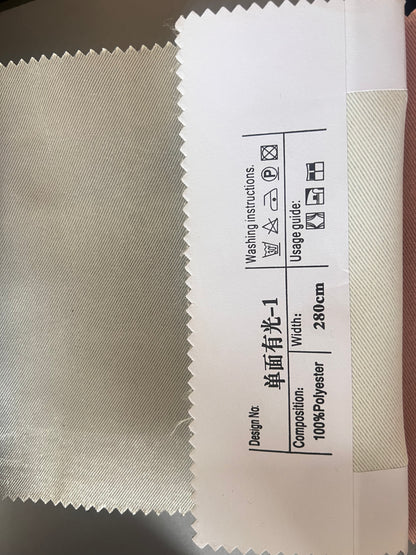 Design No:
单面有光-1
Washing instructions.
Composition:
100%Polyester
Width:
280cm
Usage guide: